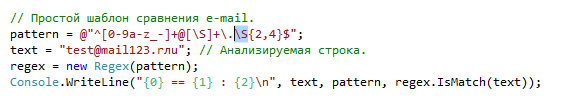 // Простой шаблон сравнения e-mail.
pattern = @"^[0-9a-z_-]+@[\S]+\.\S{2,4}$";
text = "test@mail123.rлu"; // Анализируемая строка.
regex = new Regex(pattern);
Console.WriteLine("{0} == {1} : {2}\n", text, pattern, regex.IsMatch(text));